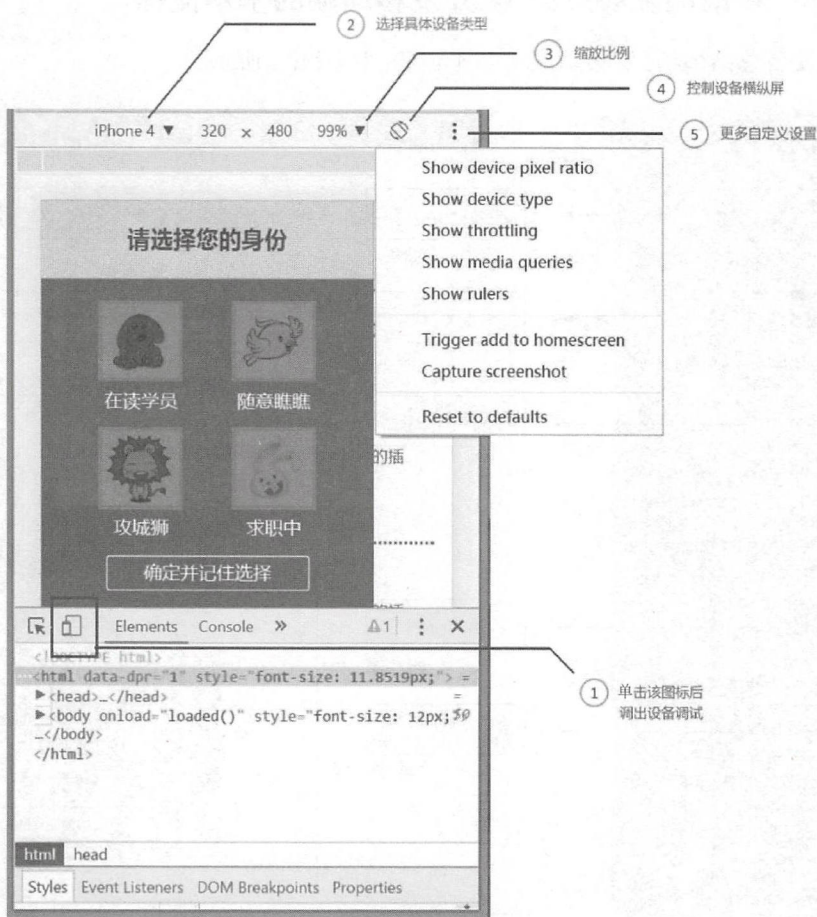 ② 选择具体设备类型
③ 缩放比例
④ 控制设备横纵屏
⑤ 更多自定义设置
iPhone 4 ▼ 320 × 480 99% ▼
Show device pixel ratio
Show device type
Show throttling
Show media queries
Show rulers
Trigger add to homescreen
Capture screenshot
Reset to defaults
请选择您的身份
在读学员 随意瞧瞧
攻城狮 求职中
确定并记住选择
的插
Elements Console » 1
<!DOCTYPE html>
<html data-dpr="1" style="font-size: 11.8519px;"> =
▶<head>…</head> =
▶<body onload="loaded()" style="font-size: 12px; $0
…</body>
</html>
① 单击该图标后
调出设备调试
html head
Styles Event Listeners DOM Breakpoints Properties